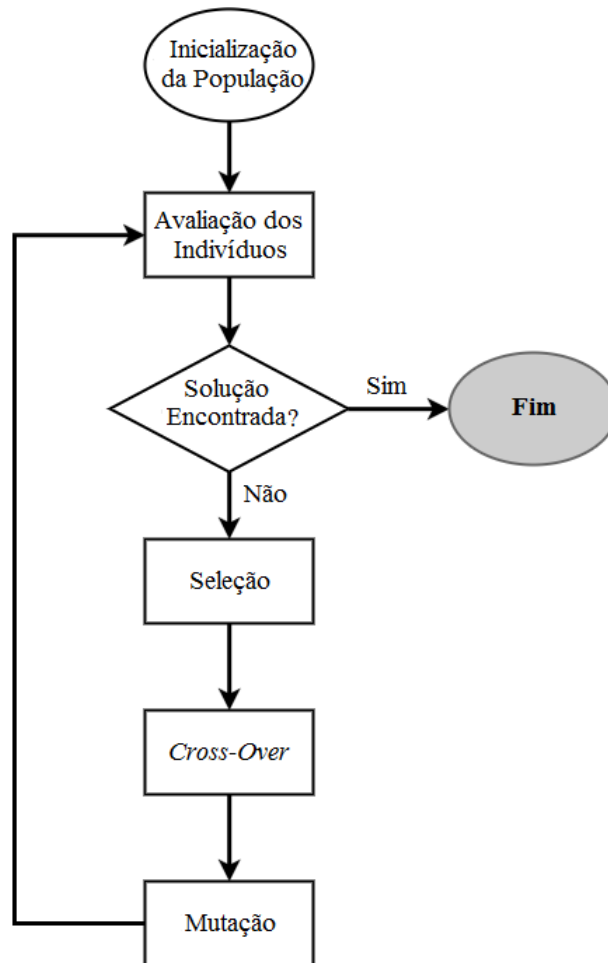 Inicialização
da População
Avaliação dos
Indivíduos
Solução
Encontrada?
Sim
Fim
Não
Seleção
Cross-Over
Mutação